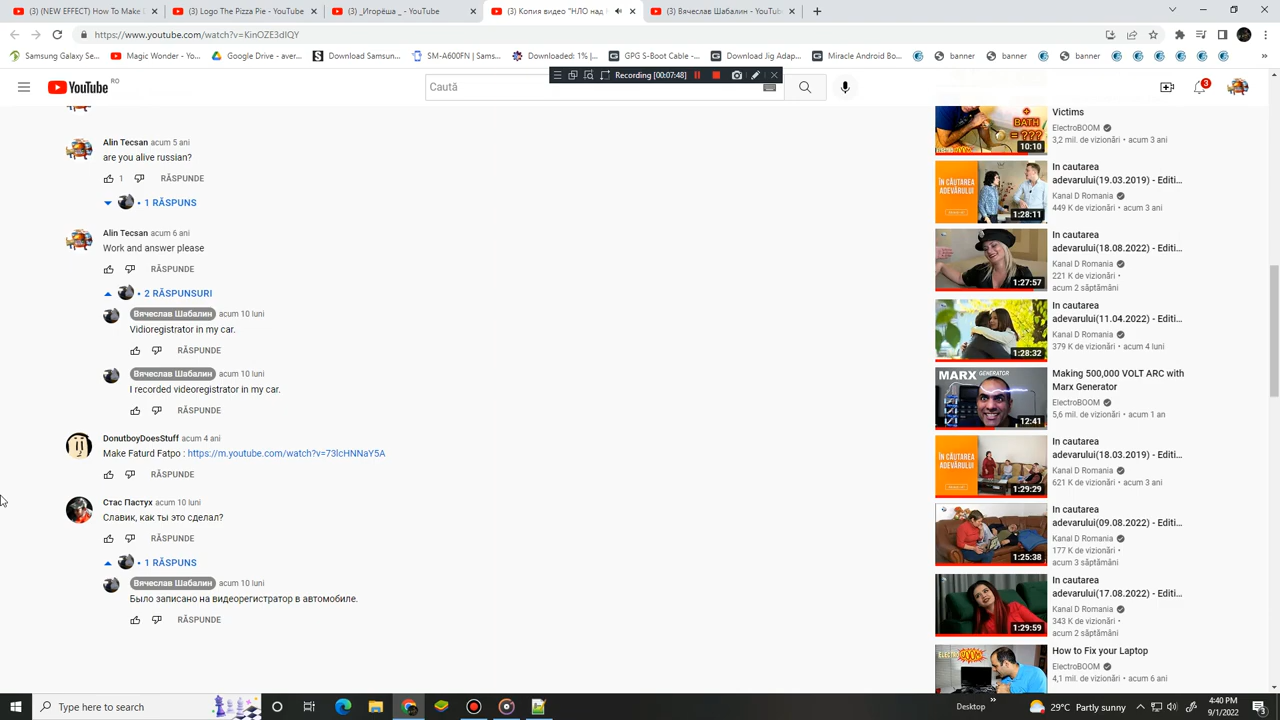 (3) (NEW EFFECT) (MOST
(3) Logo The Pizza Pie - YouTub
(3) _Игорёша_ - YouTube
(3) Копия видео "НЛО над
(3) Вячеслав Шабалин - YouTub
https://www.youtube.com/watch?v=KinOZE3dIQY
Samsung Galaxy Se...
Magic Wonder - Yo...
Google Drive - aver...
Download Samsun...
SM-A600FN | Sams...
Downloaded: 1%|...
GPG S-Boot Cable -...
Download Jig Adap...
Miracle Android Bo...
banner
banner
Recording [00:07:48]
YouTube
RO
Caută
3
Alin Tecsan acum 5 ani
are you alive russian?
1 RĂSPUNDE
1 RĂSPUNS
Alin Tecsan acum 6 ani
Work and answer please
RĂSPUNDE
2 RĂSPUNSURI
Вячеслав Шабалин acum 10 luni
Vidioregistrator in my car.
RĂSPUNDE
Вячеслав Шабалин acum 10 luni
I recorded videoregistrator in my car.
RĂSPUNDE
DonutboyDoesStuff acum 4 ani
Make Faturd Fatpo : https://m.youtube.com/watch?v=73lcHNNaY5A
RĂSPUNDE
Стас Пастух acum 10 luni
Славик, как ты это сделал?
RĂSPUNDE
1 RĂSPUNS
Вячеслав Шабалин acum 10 luni
Было записано на видеорегистратор в автомобиле.
RĂSPUNDE
+
BATH
= ???
10:10
Victims
ElectroBOOM
3,2 mil. de vizionări • acum 3 ani
ÎN CĂUTAREA
ADEVĂRULUI
1:28:11
In cautarea
adevarului(19.03.2019) - Editi...
Kanal D Romania
449 K de vizionări • acum 3 ani
1:27:57
In cautarea
adevarului(18.08.2022) - Editi...
Kanal D Romania
221 K de vizionări •
acum 2 săptămâni
1:28:32
In cautarea
adevarului(11.04.2022) - Editi...
Kanal D Romania
379 K de vizionări • acum 4 luni
MARX GENERATOR
12:41
Making 500,000 VOLT ARC with
Marx Generator
ElectroBOOM
5,6 mil. de vizionări • acum 1 an
ÎN CĂUTAREA
ADEVĂRULUI
1:29:29
In cautarea
adevarului(18.03.2019) - Editi...
Kanal D Romania
621 K de vizionări • acum 3 ani
1:25:38
In cautarea
adevarului(09.08.2022) - Editi...
Kanal D Romania
177 K de vizionări •
acum 3 săptămâni
1:29:59
In cautarea
adevarului(17.08.2022) - Editi...
Kanal D Romania
343 K de vizionări •
acum 2 săptămâni
How to Fix your Laptop
ElectroBOOM
4,1 mil. de vizionări • acum 6 ani
Type here to search
Desktop
29°C Partly sunny
4:40 PM
9/1/2022
3